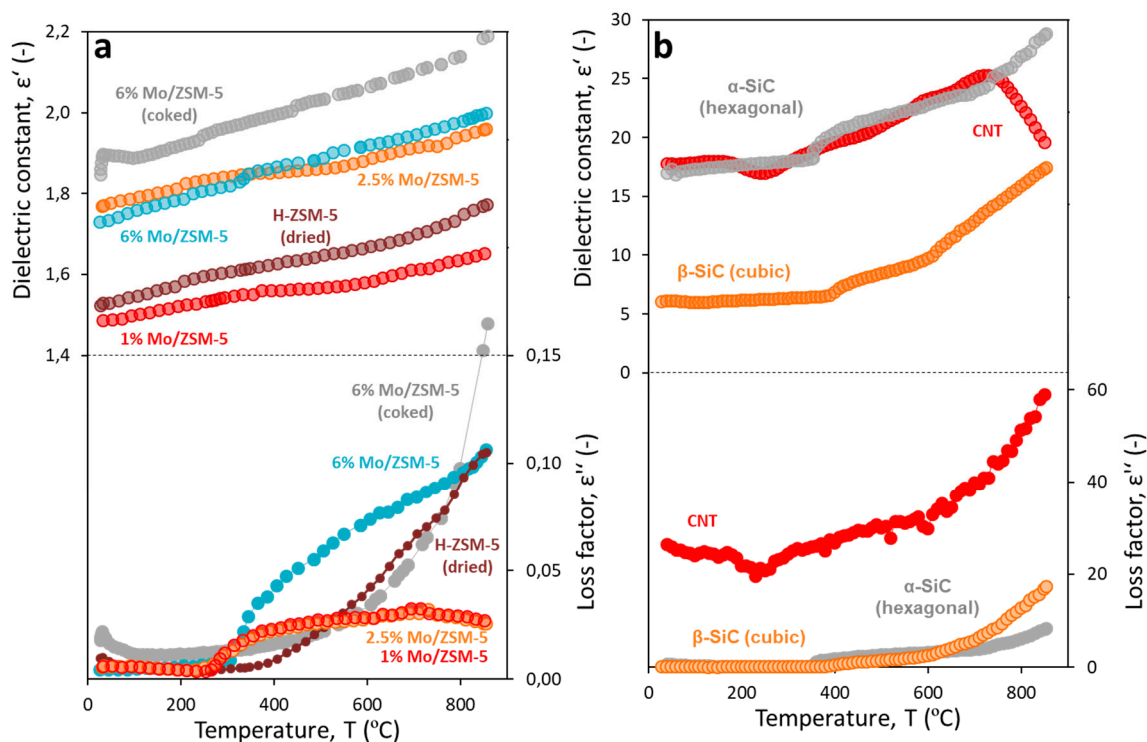 a
Dielectric constant, ε' (-)
2,2
2,0
1,8
1,6
1,4
6% Mo/ZSM-5
(coked)
2.5% Mo/ZSM-5
6% Mo/ZSM-5
H-ZSM-5
(dried)
1% Mo/ZSM-5
0,15
0,10
0,05
0,00
Loss factor, ε'' (-)
6% Mo/ZSM-5
(coked)
6% Mo/ZSM-5
H-ZSM-5
(dried)
2.5% Mo/ZSM-5
1% Mo/ZSM-5
0
200
400
600
800
Temperature, T (ºC)
b
Dielectric constant, ε' (-)
30
25
20
15
10
5
0
α-SiC
(hexagonal)
CNT
β-SiC (cubic)
60
40
20
0
Loss factor, ε'' (-)
CNT
α-SiC
(hexagonal)
β-SiC (cubic)
0
200
400
600
800
Temperature, T (ºC)